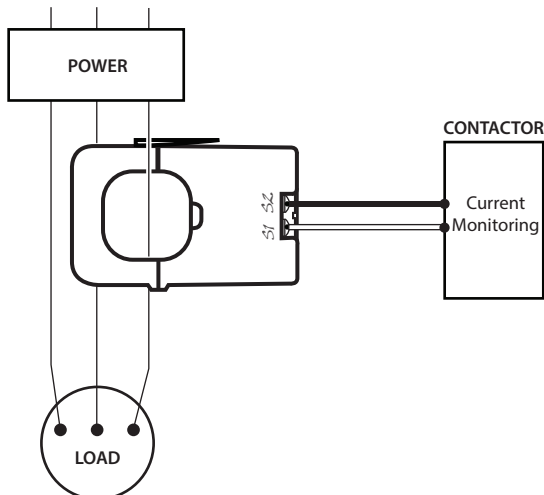 POWER
CONTACTOR
S2
S1
Current
Monitoring
LOAD